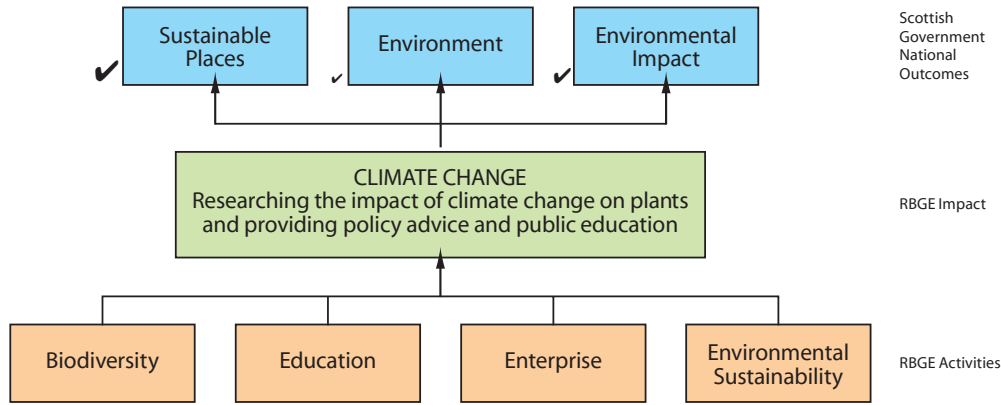 Sustainable
Places
Environment
Environmental
Impact
Scottish
Government
National
Outcomes
CLIMATE CHANGE
Researching the impact of climate change on plants
and providing policy advice and public education
RBGE Impact
Biodiversity
Education
Enterprise
Environmental
Sustainability
RBGE Activities